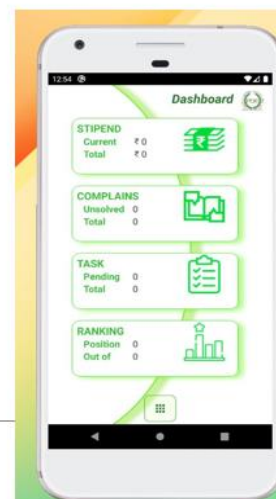 12:54
Dashboard
STIPEND
Current ₹ 0
Total ₹ 0
COMPLAINS
Unsolved 0
Total 0
TASK
Pending 0
Total 0
RANKING
Position 0
Out of 0